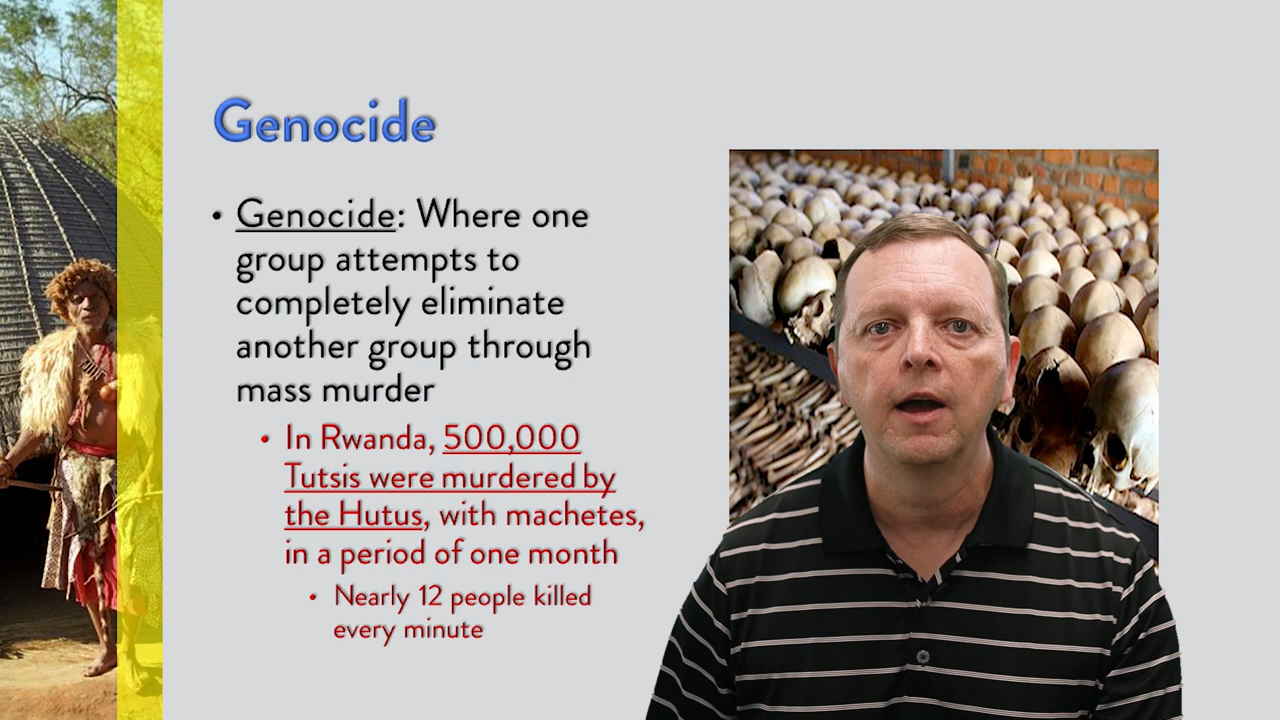 Genocide
• Genocide: Where one
group attempts to
completely eliminate
another group through
mass murder
• In Rwanda, 500,000
Tutsis were murdered by
the Hutus, with machetes,
in a period of one month
• Nearly 12 people killed
every minute